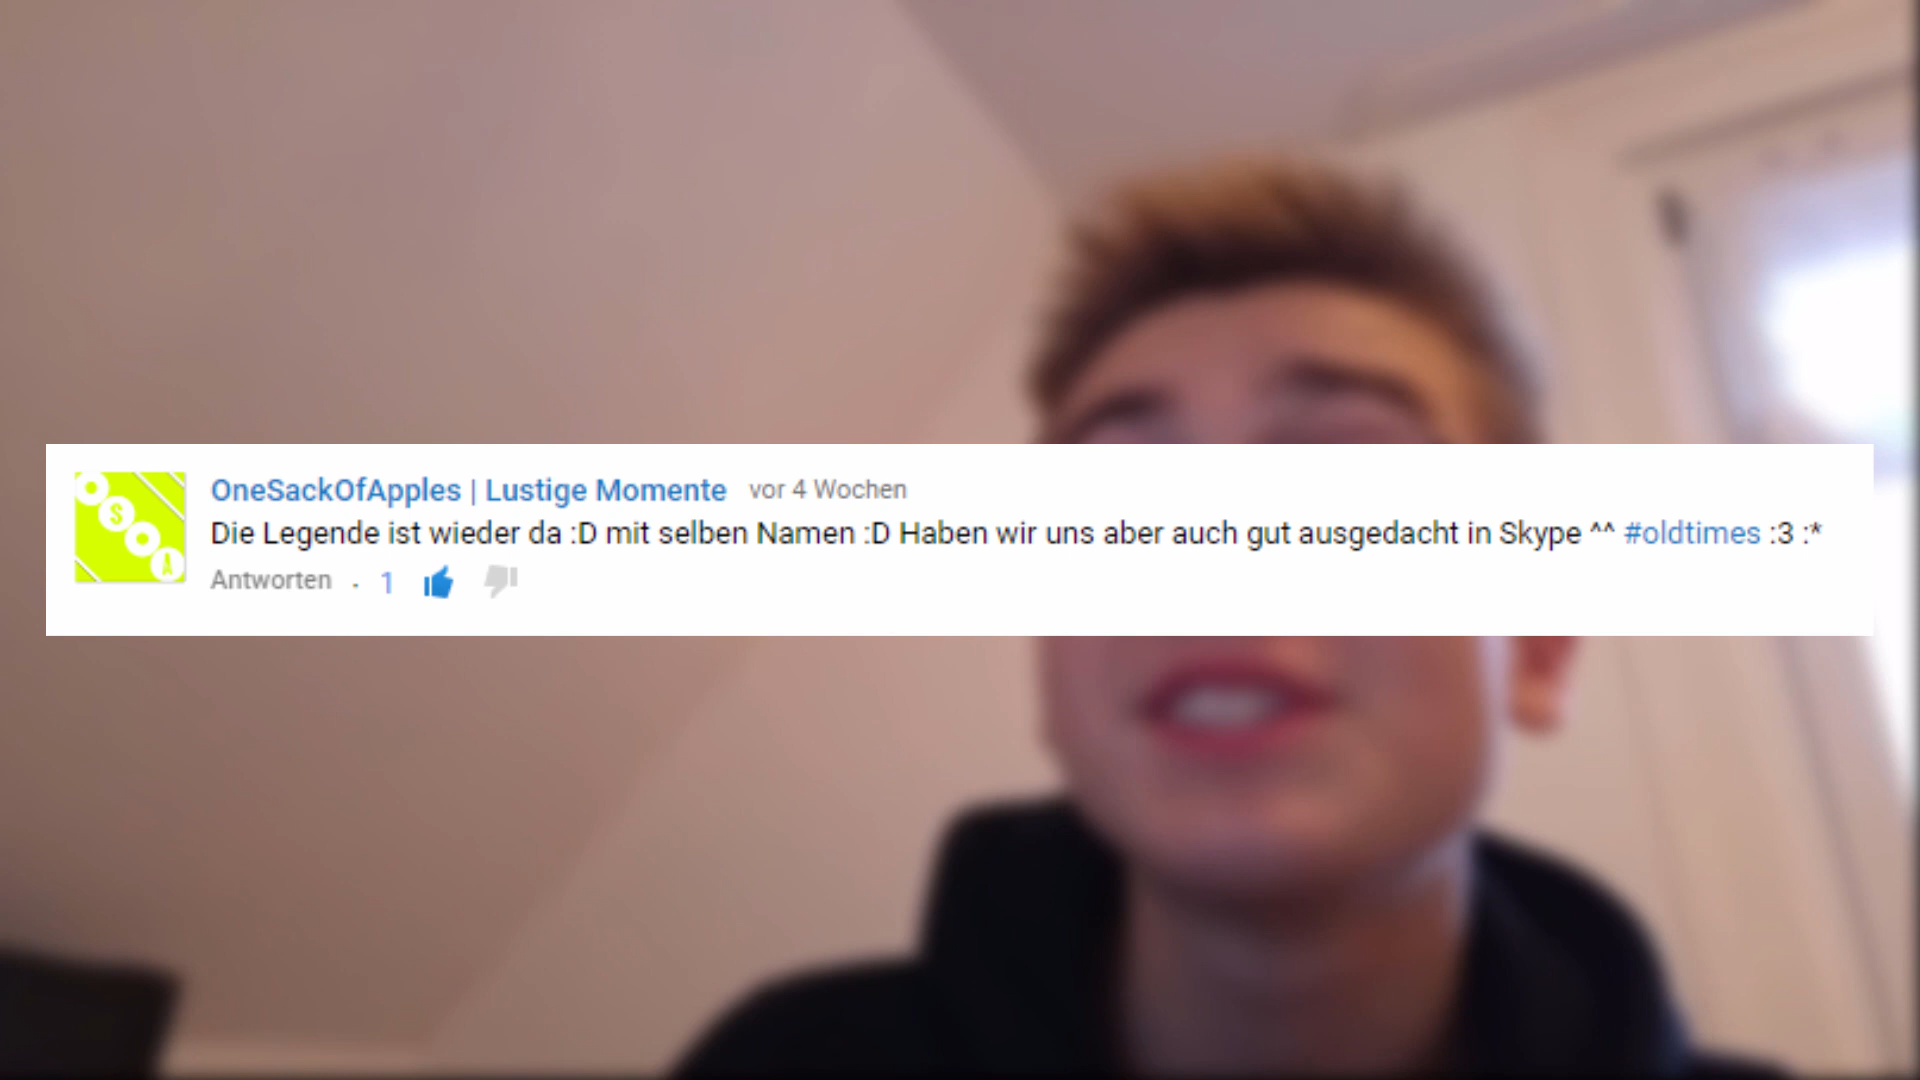 OSOA
OneSackOfApples | Lustige Momente vor 4 Wochen
Die Legende ist wieder da :D mit selben Namen :D Haben wir uns aber auch gut ausgedacht in Skype ^^ #oldtimes :3 :*
Antworten . 1